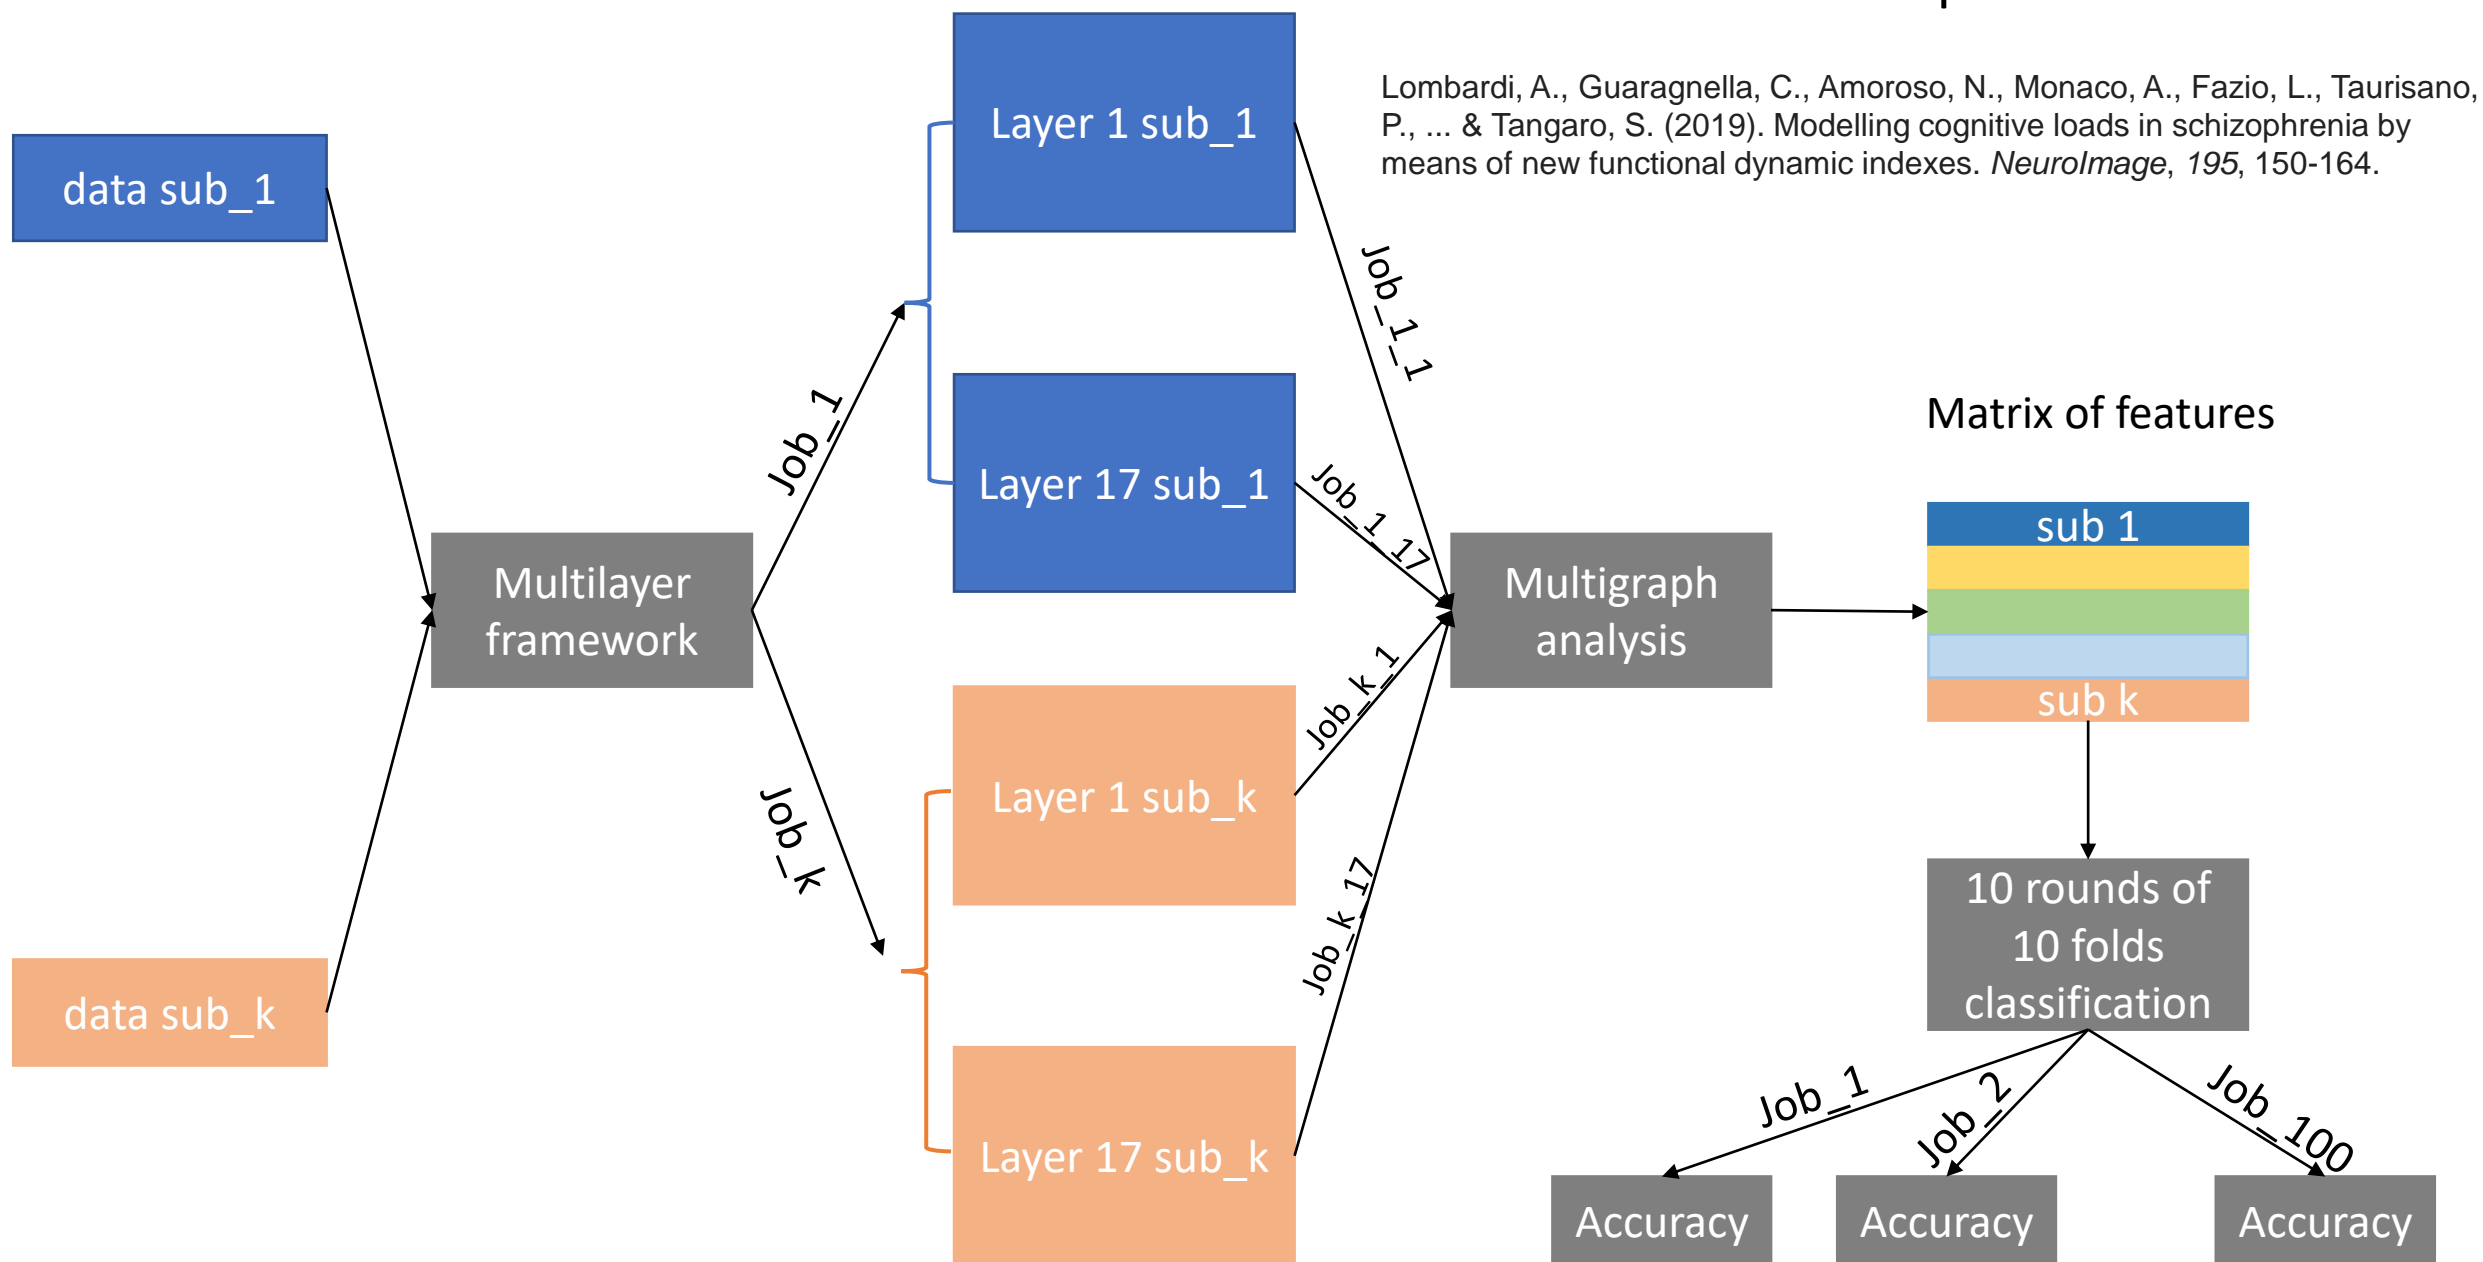 Lombardi, A., Guaragnella, C., Amoroso, N., Monaco, A., Fazio, L., Taurisano,
P., ... & Tangaro, S. (2019). Modelling cognitive loads in schizophrenia by
means of new functional dynamic indexes. NeuroImage, 195, 150-164.
data sub_1
data sub_k
Multilayer
framework
Job_1
Job_k
Layer 1 sub_1
Layer 17 sub_1
Layer 1 sub_k
Layer 17 sub_k
Job_1_1
Job_1_17
Job_k_1
Job_k_17
Multigraph
analysis
Matrix of features
sub 1
sub k
10 rounds of
10 folds
classification
Job_1
Job_2
Job_100
Accuracy
Accuracy
Accuracy